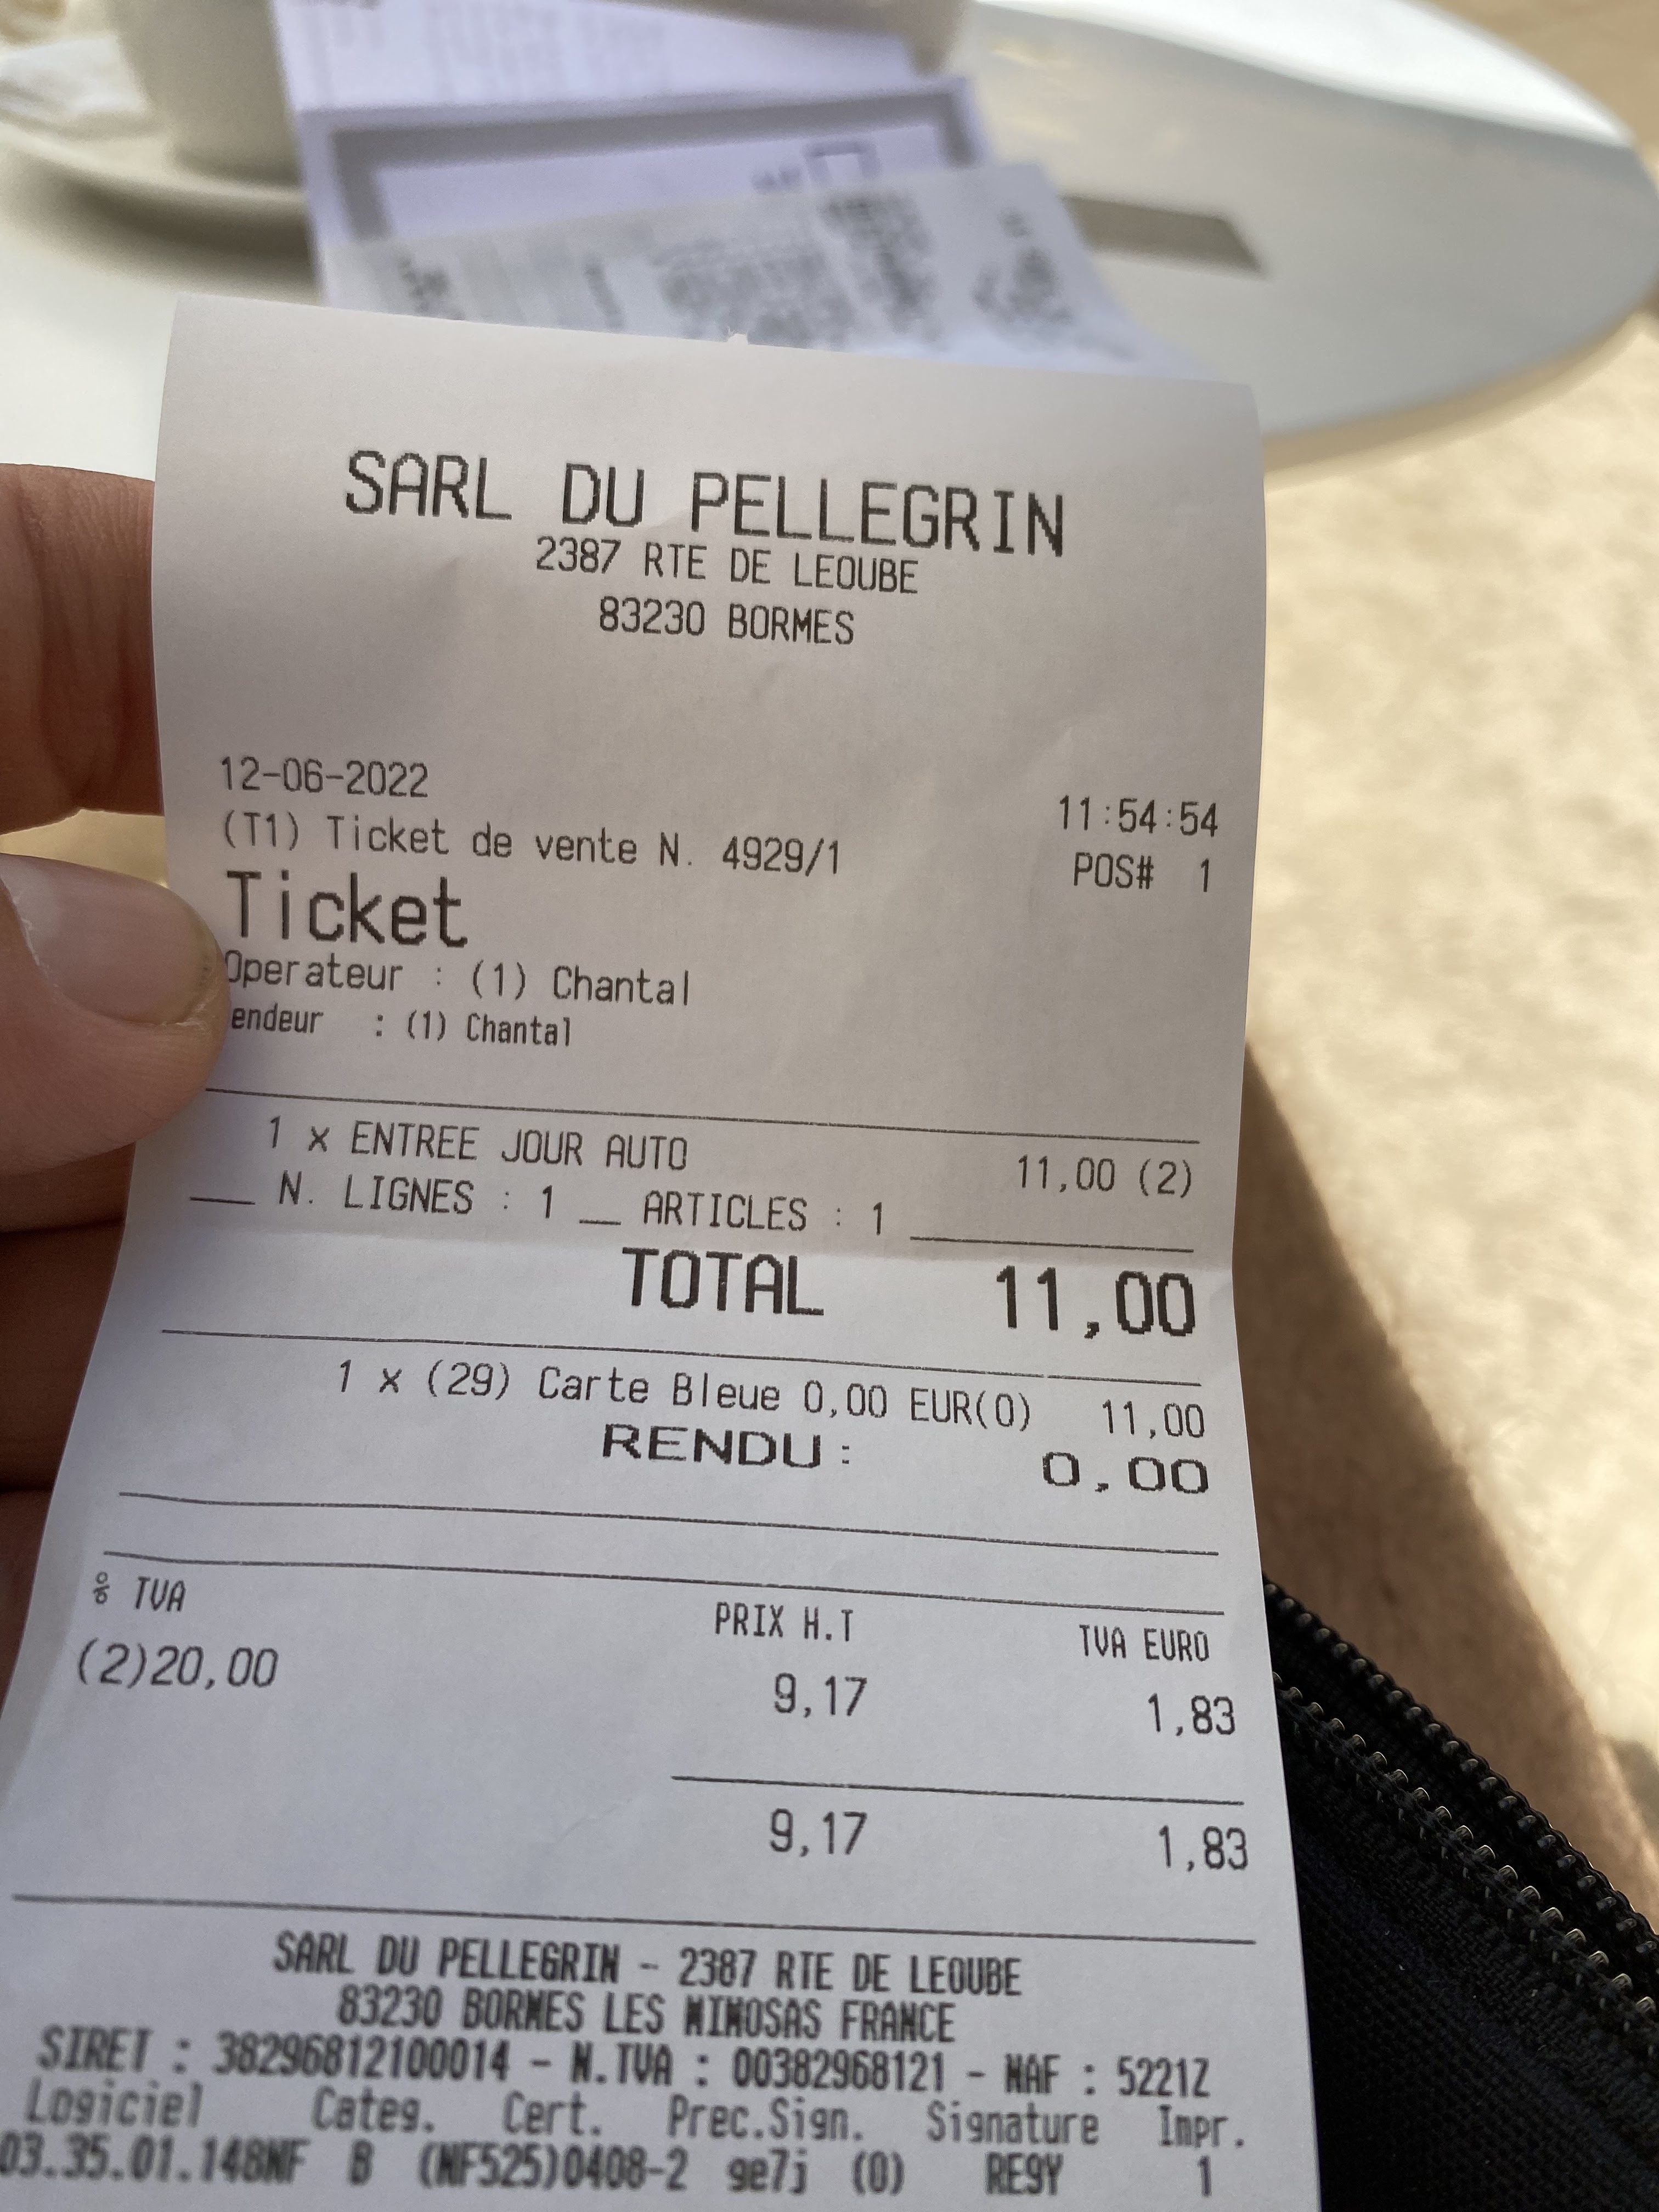 SARL DU PELLEGRIN
2387 RTE DE LEOUBE
83230 BORMES
12-06-2022 11:54:54
(T1) Ticket de vente N. 4929/1 POS# 1
Ticket
Operateur : (1) Chantal
endeur : (1) Chantal
1 x ENTREE JOUR AUTO 11,00 (2)
N. LIGNES : 1 __ ARTICLES : 1
TOTAL 11,00
1 x (29) Carte Bleue 0,00 EUR(0) 11,00
RENDU : 0,00
% TVA PRIX H.T TVA EURO
(2)20,00 9,17 1,83
9,17 1,83
SARL DU PELLEGRIN - 2387 RTE DE LEOUBE
83230 BORMES LES MIMOSAS FRANCE
SIRET : 38296812100014 - N.TVA : 00382968121 - NAF : 5221Z
Logiciel Categ. Cert. Prec.Sign. Signature Impr.
03.35.01.148NF B (NF525)0408-2 ge7j (0) RE9Y 1